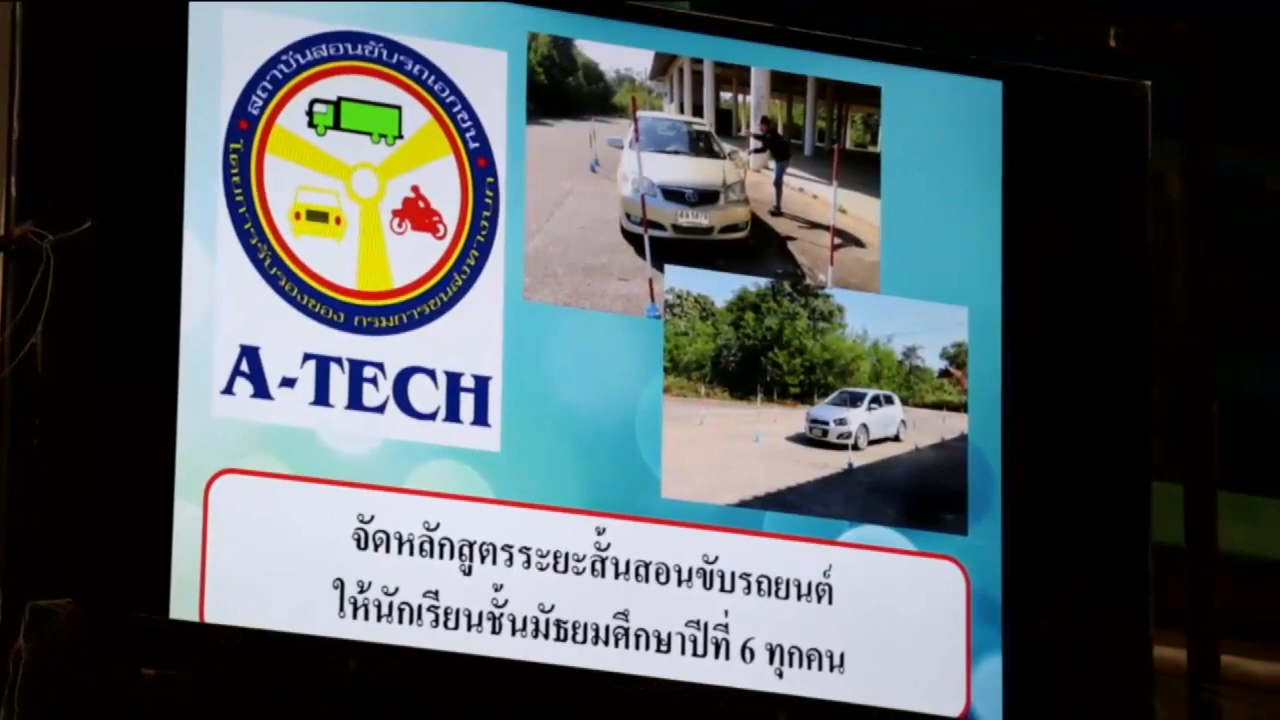 สถาบันสอนขับรถเอกชน
โดยการรับรองของ กรมการขนส่งทางบก
A-TECH
จัดหลักสูตรระยะสั้นสอนขับรถยนต์
ให้นักเรียนชั้นมัธยมศึกษาปีที่ 6 ทุกคน